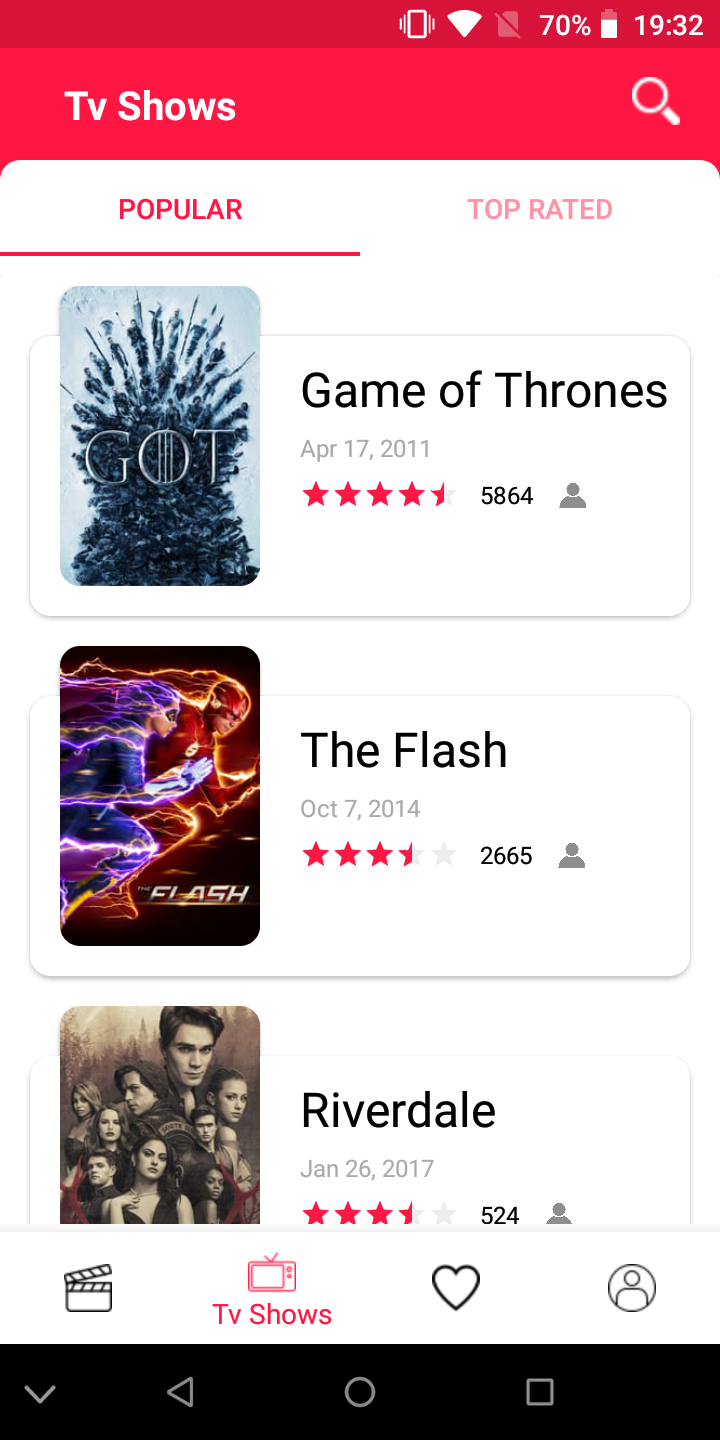 70% 19:32
Tv Shows
POPULAR TOP RATED
GOT
Game of Thrones
Apr 17, 2011
5864
The Flash
Oct 7, 2014
2665
THE FLASH
Riverdale
Jan 26, 2017
524
Tv Shows